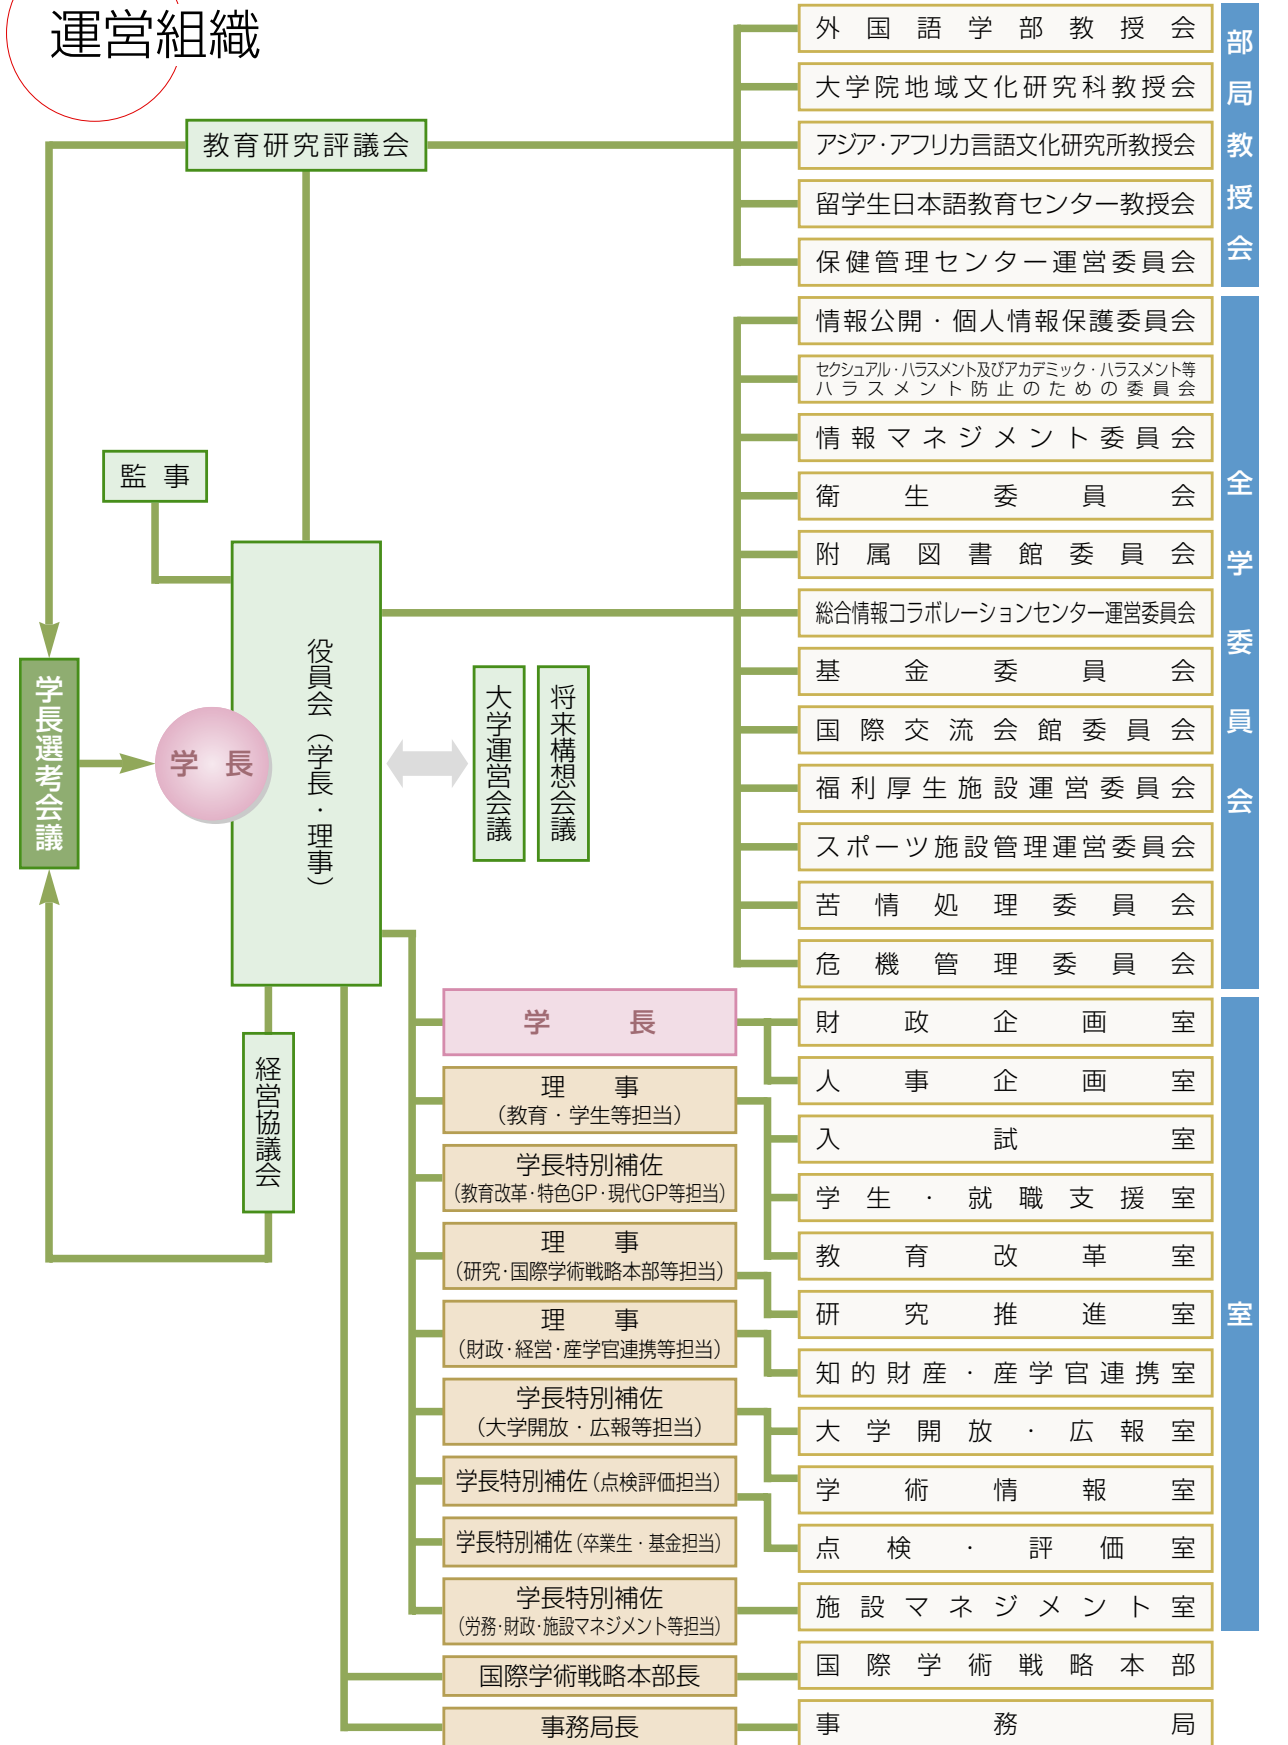 運営組織
教育研究評議会
監事
学長選考会議
学長
役員会（学長・理事）
大学運営会議
将来構想会議
経営協議会
外国語学部教授会
大学院地域文化研究科教授会
アジア・アフリカ言語文化研究所教授会
留学生日本語教育センター教授会
保健管理センター運営委員会
部局教授会
情報公開・個人情報保護委員会
セクシュアル・ハラスメント及びアカデミック・ハラスメント等
ハラスメント防止のための委員会
情報マネジメント委員会
衛生委員会
附属図書館委員会
総合情報コラボレーションセンター運営委員会
基金委員会
国際交流会館委員会
福利厚生施設運営委員会
スポーツ施設管理運営委員会
苦情処理委員会
危機管理委員会
全学委員会
学長
理事
（教育・学生等担当）
学長特別補佐
（教育改革・特色GP・現代GP等担当）
理事
（研究・国際学術戦略本部等担当）
理事
（財政・経営・産学官連携等担当）
学長特別補佐
（大学開放・広報等担当）
学長特別補佐（点検評価担当）
学長特別補佐（卒業生・基金担当）
学長特別補佐
（労務・財政・施設マネジメント等担当）
国際学術戦略本部長
事務局長
財政企画室
人事企画室
入試室
学生・就職支援室
教育改革室
研究推進室
知的財産・産学官連携室
大学開放・広報室
学術情報室
点検・評価室
施設マネジメント室
室
国際学術戦略本部
事務局